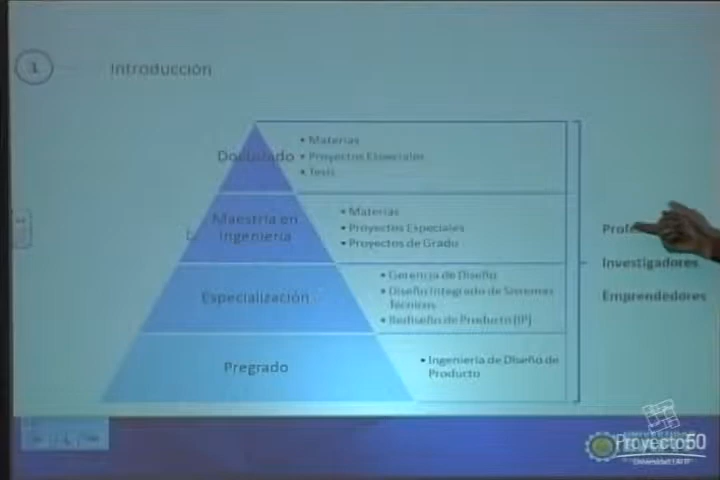 1
Introducción
Doctorado
• Materias
• Proyectos Especiales
• Tesis
Maestría en
Ingeniería
• Materias
• Proyectos Especiales
• Proyectos de Grado
Especialización
• Gerencia de Diseño
• Diseño Integrado de Sistemas
Técnicos
• Rediseño de Producto (IP)
Pregrado
• Ingeniería de Diseño de
Producto
Investigadores
Emprendedores
Proyecto50
Universidad EAFIT